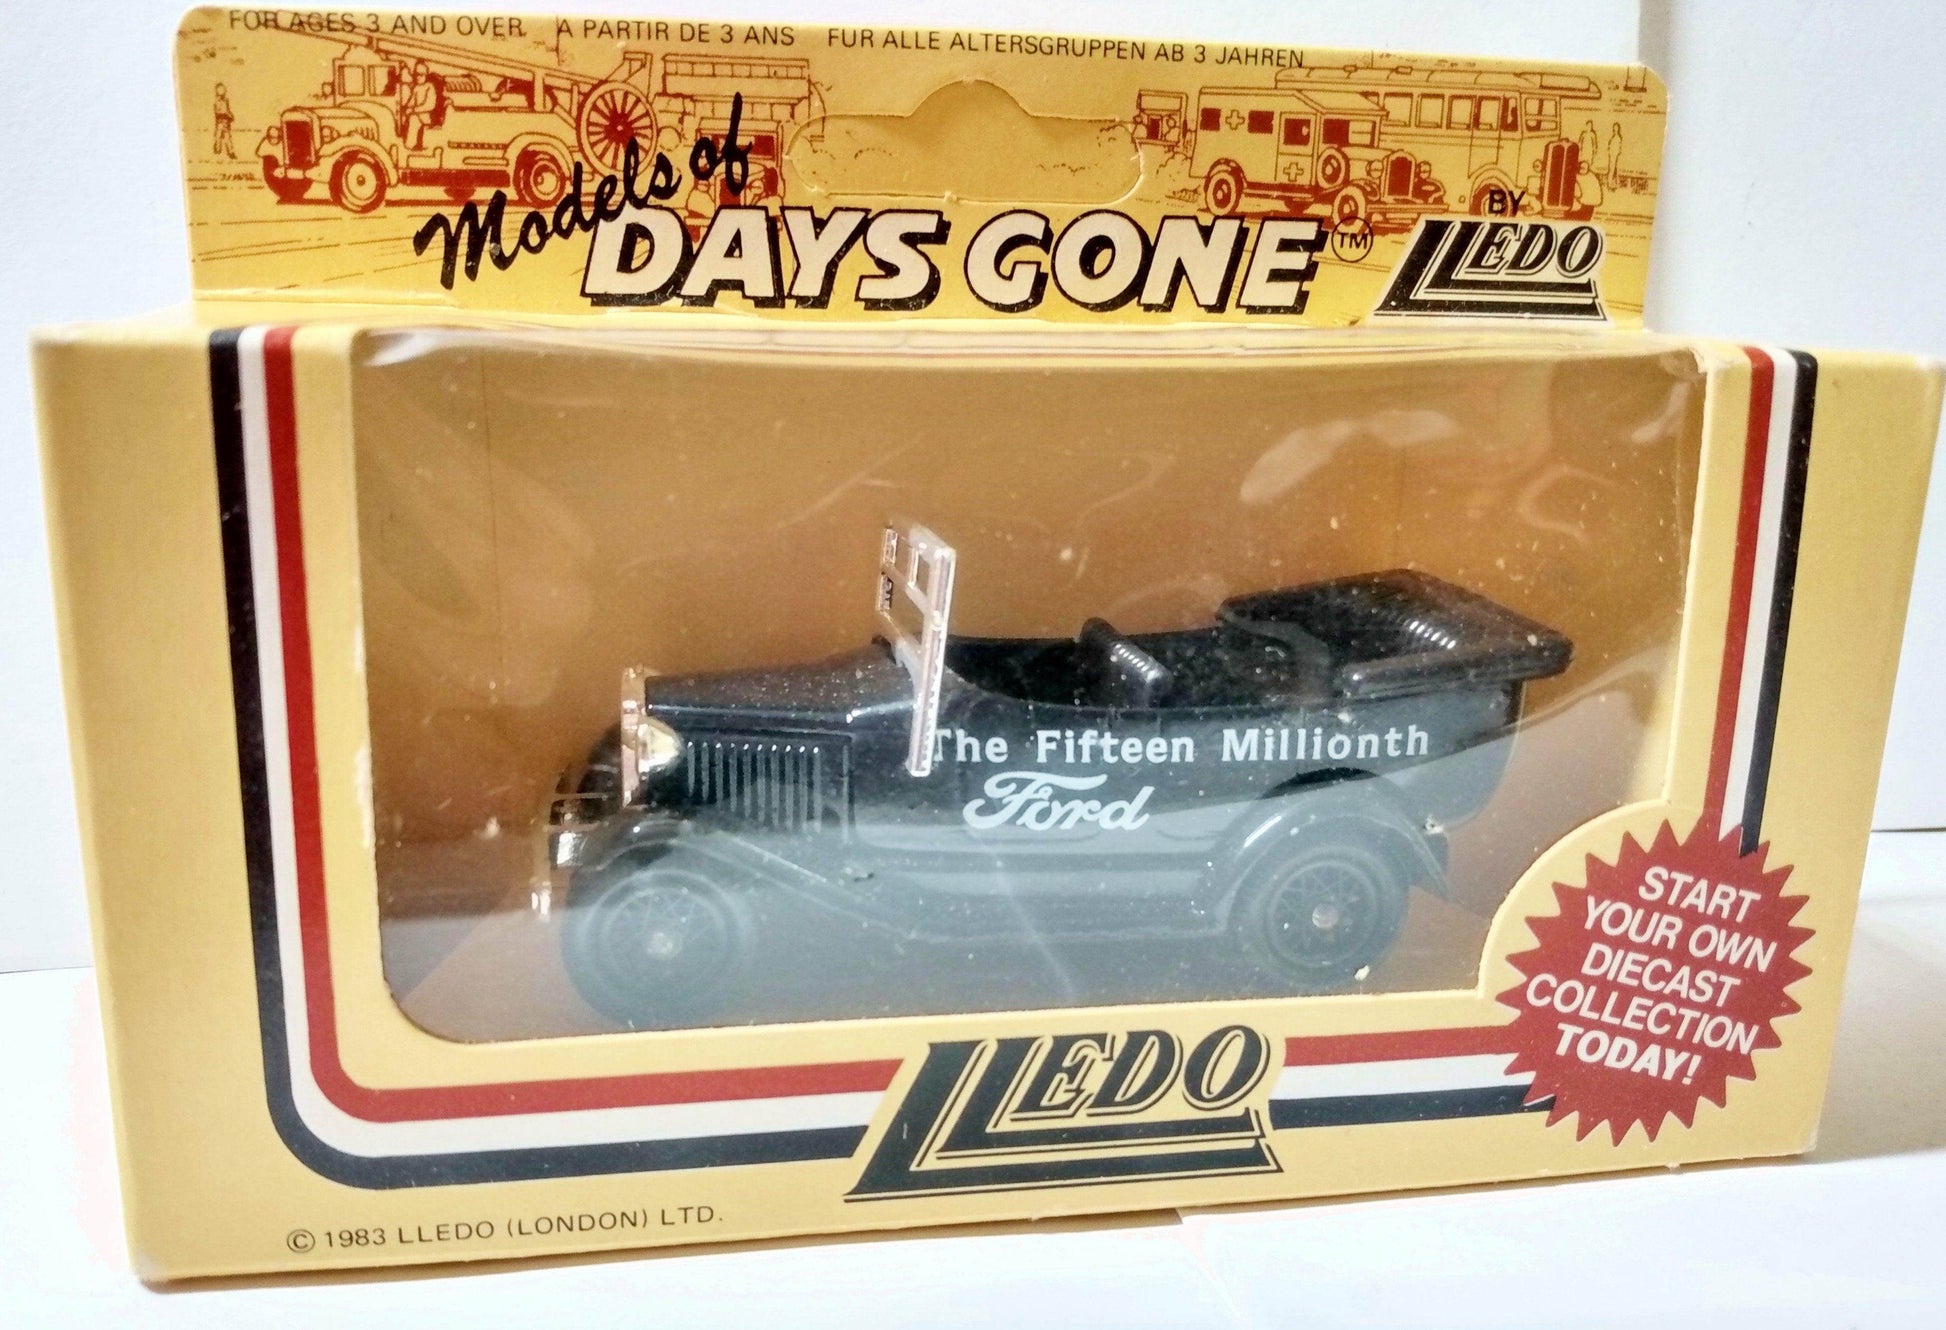 FOR AGES 3 AND OVER. A PARTIR DE 3 ANS FUR ALLE ALTERSGRUPPEN AB 3 JAHREN
Models of
DAYS GONE™
BY
LLEDO
The Fifteen Millionth
Ford
START
YOUR OWN
DIECAST
COLLECTION
TODAY!
LLEDO
© 1983 LLEDO (LONDON) LTD.